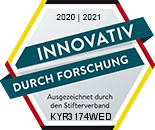 2020 | 2021
INNOVATIV
DURCH FORSCHUNG
Ausgezeichnet durch
den Stifterverband
KYR3174WED